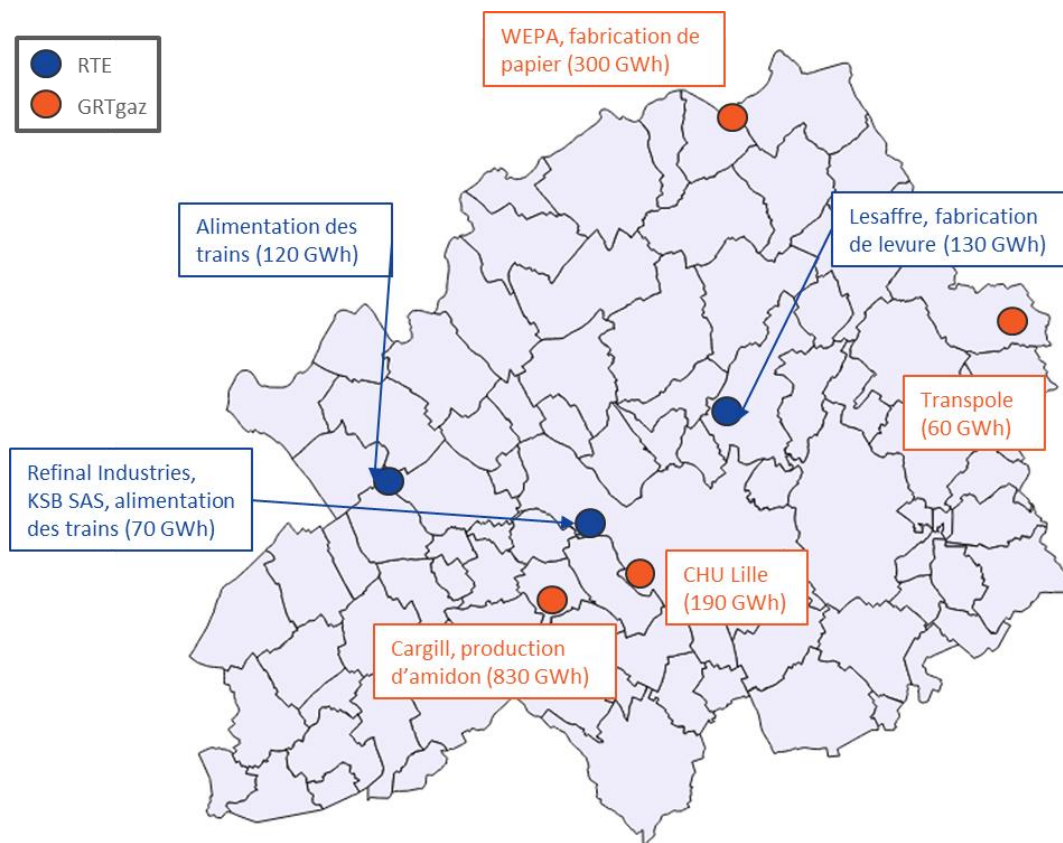 WEPA, fabrication de
papier (300 GWh)
RTE
GRTgaz
Alimentation des
trains (120 GWh)
Lesaffre, fabrication
de levure (130 GWh)
Transpole
(60 GWh)
Refinal Industries,
KSB SAS, alimentation
des trains (70 GWh)
CHU Lille
(190 GWh)
Cargill, production
d'amidon (830 GWh)